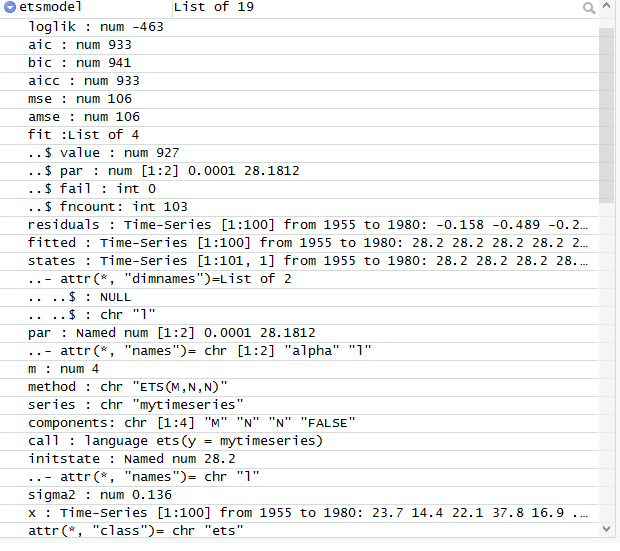 etsmodel List of 19
loglik : num -463
aic : num 933
bic : num 941
aicc : num 933
mse : num 106
amse : num 106
fit :List of 4
..$ value : num 927
..$ par : num [1:2] 0.0001 28.1812
..$ fail : int 0
..$ fncount: int 103
residuals : Time-Series [1:100] from 1955 to 1980: -0.158 -0.489 -0.2…
fitted : Time-Series [1:100] from 1955 to 1980: 28.2 28.2 28.2 28.2 2…
states : Time-Series [1:101, 1] from 1955 to 1980: 28.2 28.2 28.2 28.…
..- attr(*, "dimnames")=List of 2
.. ..$ : NULL
.. ..$ : chr "l"
par : Named num [1:2] 0.0001 28.1812
..- attr(*, "names")= chr [1:2] "alpha" "l"
m : num 4
method : chr "ETS(M,N,N)"
series : chr "mytimeseries"
components: chr [1:4] "M" "N" "N" "FALSE"
call : language ets(y = mytimeseries)
initstate : Named num 28.2
..- attr(*, "names")= chr "l"
sigma2 : num 0.136
x : Time-Series [1:100] from 1955 to 1980: 23.7 14.4 22.1 37.8 16.9 .…
attr(*, "class")= chr "ets"